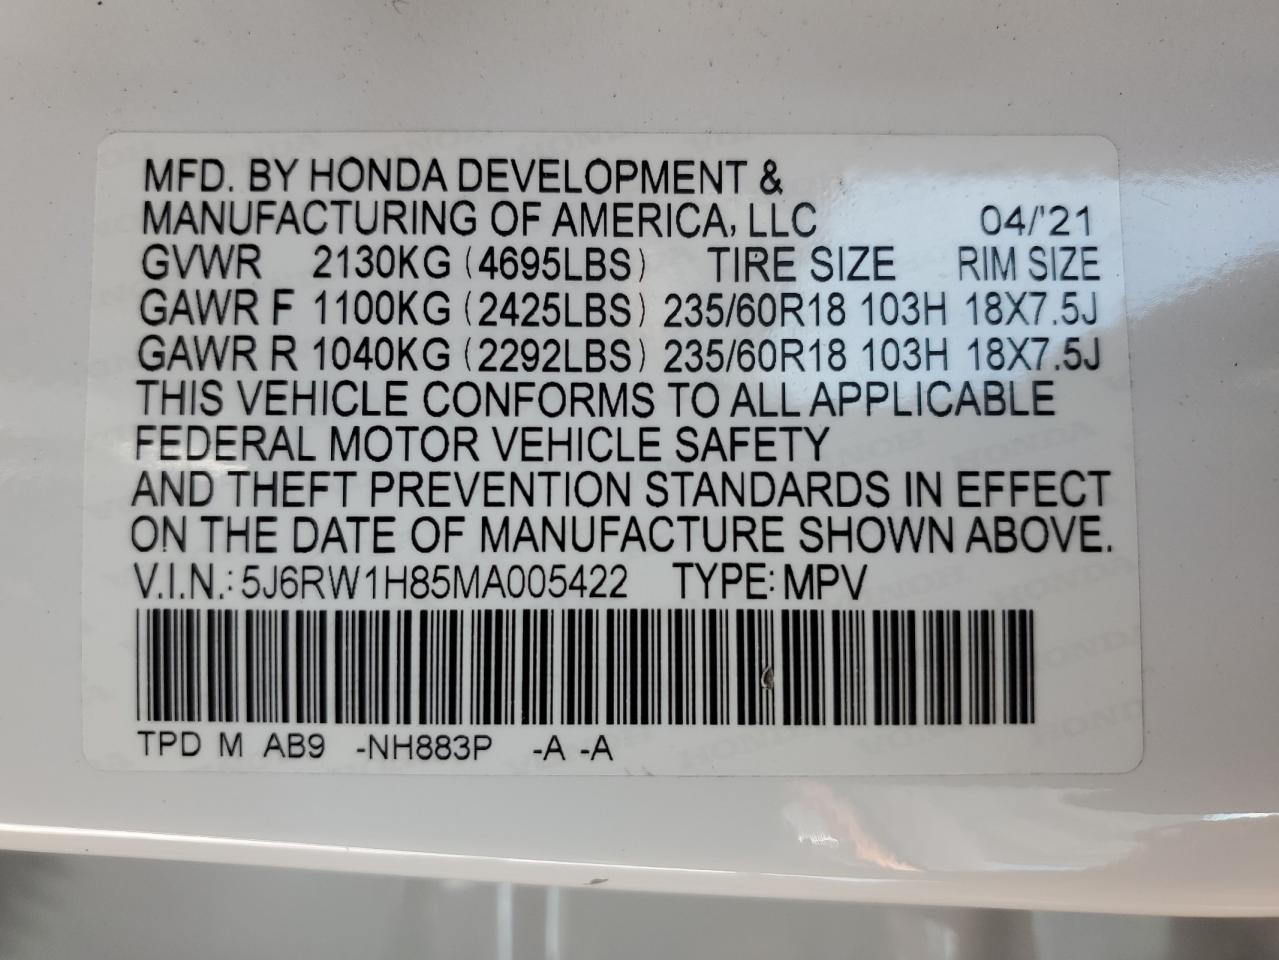 MFD. BY HONDA DEVELOPMENT &
MANUFACTURING OF AMERICA, LLC 04/'21
GVWR 2130KG (4695LBS) TIRE SIZE RIM SIZE
GAWR F 1100KG (2425LBS) 235/60R18 103H 18X7.5J
GAWR R 1040KG (2292LBS) 235/60R18 103H 18X7.5J
THIS VEHICLE CONFORMS TO ALL APPLICABLE
FEDERAL MOTOR VEHICLE SAFETY
AND THEFT PREVENTION STANDARDS IN EFFECT
ON THE DATE OF MANUFACTURE SHOWN ABOVE.
V.I.N.: 5J6RW1H85MA005422 TYPE: MPV
TPD M AB9 -NH883P -A -A